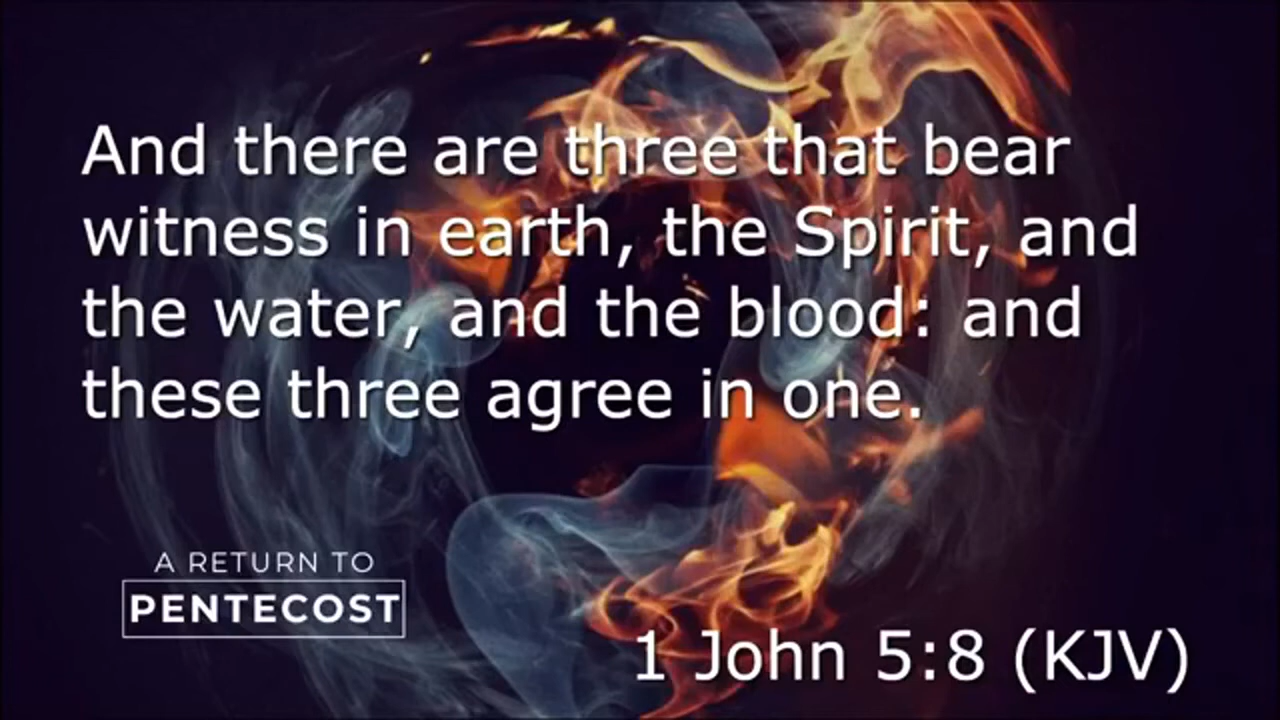 And there are three that bear
witness in earth, the Spirit, and
the water, and the blood: and
these three agree in one.
A RETURN TO
PENTECOST
1 John 5:8 (KJV)